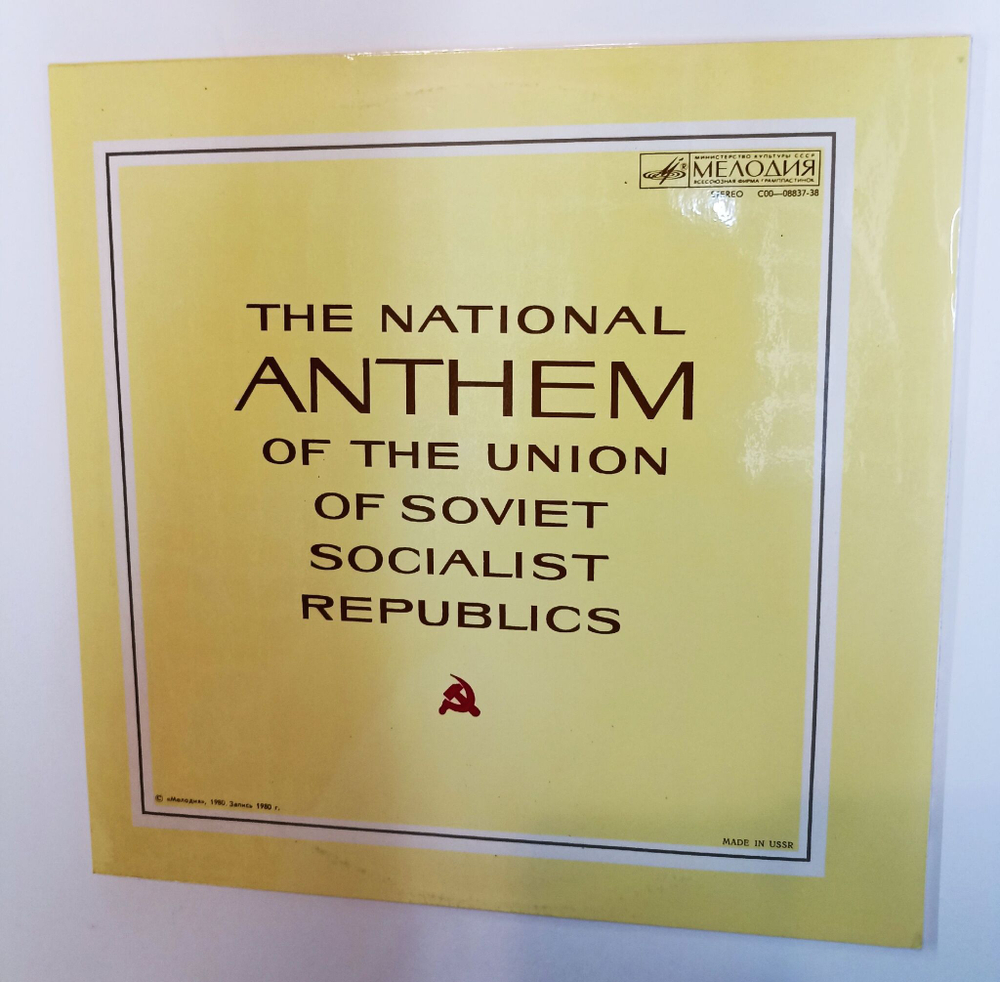 МИНИСТЕРСТВО КУЛЬТУРЫ СССР
МЕЛОДИЯ
ВСЕСОЮЗНАЯ ФИРМА ГРАМПЛАСТИНОК
STEREO C00—08837-38
THE NATIONAL
ANTHEM
OF THE UNION
OF SOVIET
SOCIALIST
REPUBLICS
© «Мелодия», 1980. Запись 1980 г.
MADE IN USSR